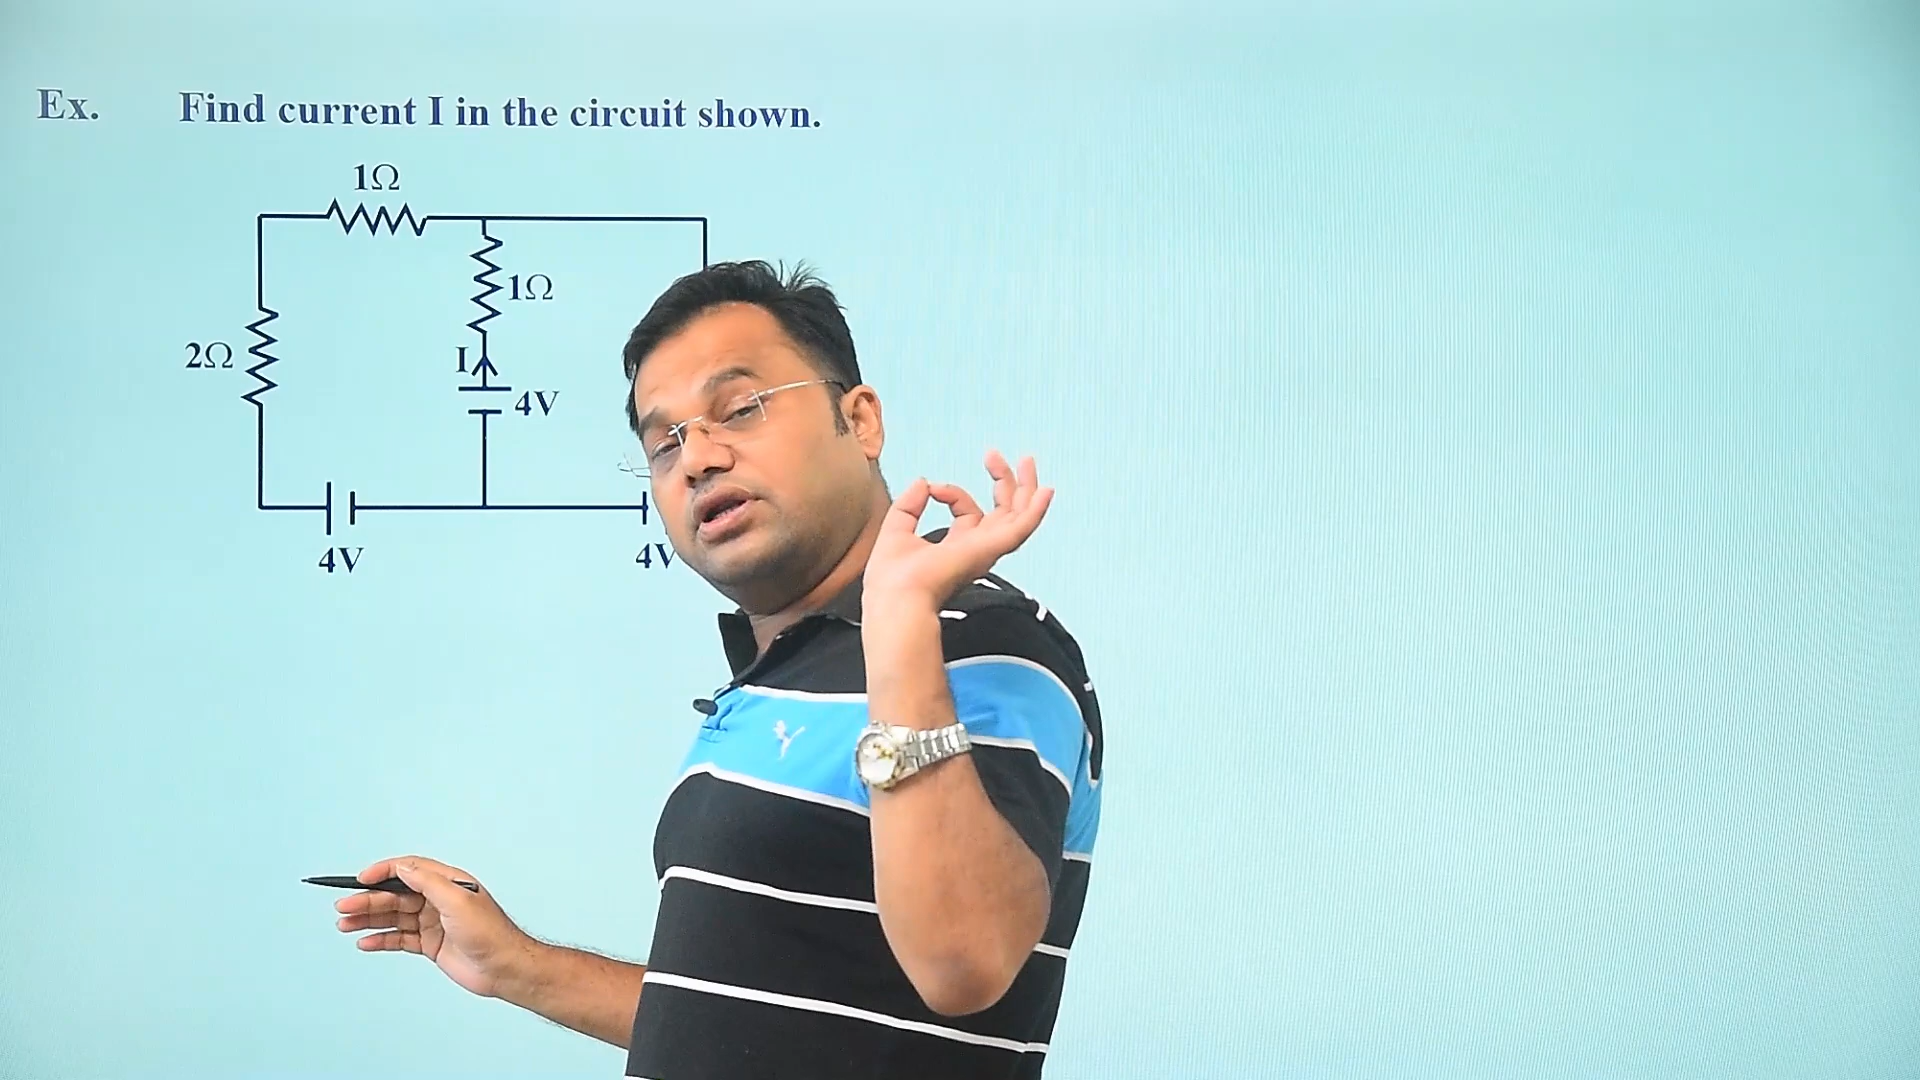 Ex. Find current I in the circuit shown.
1Ω
1Ω
2Ω
I
4V
4V
4V